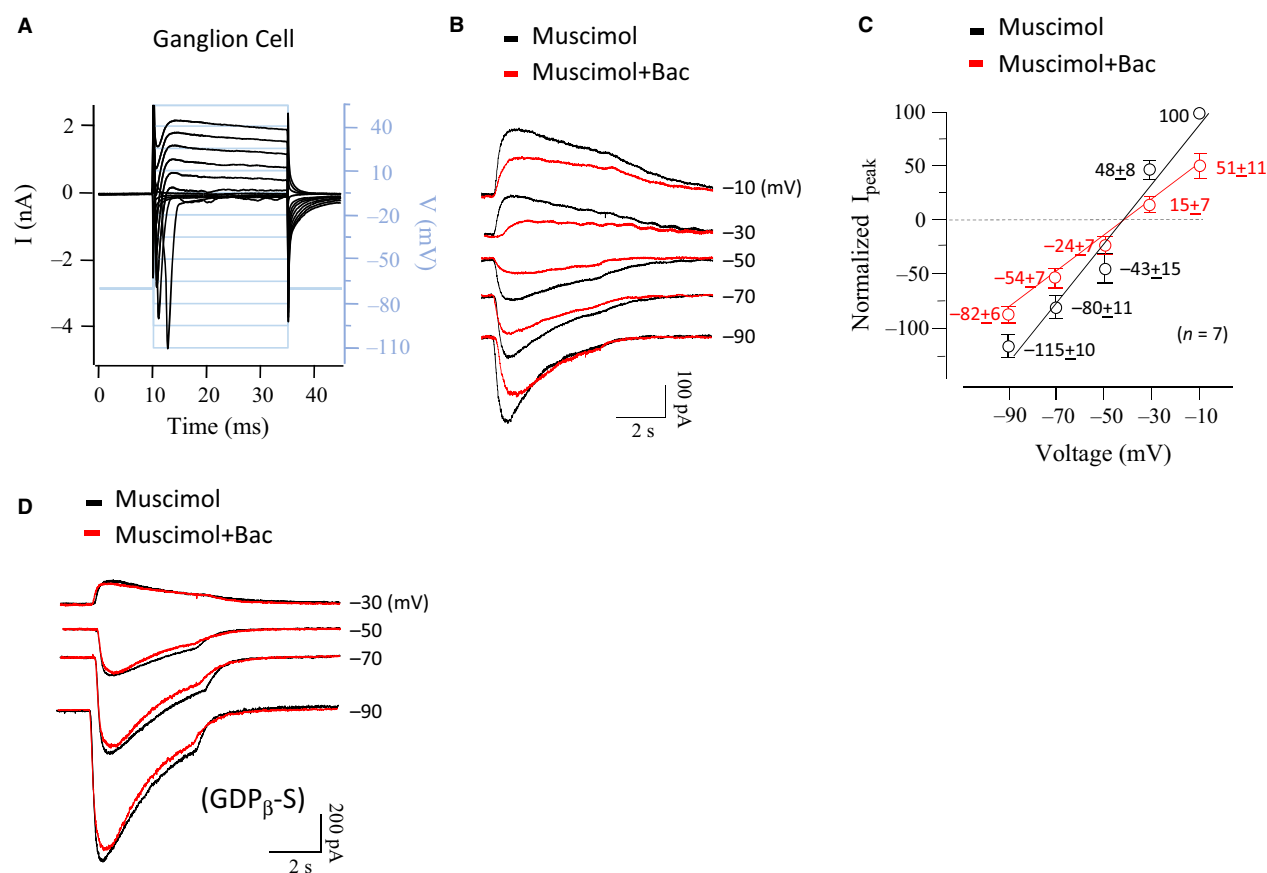 A
Ganglion Cell
2
0
−2
−4
I (nA)
40
10
−20
−50
−80
−110
V (mV)
0
10
20
30
40
Time (ms)
B
Muscimol
Muscimol+Bac
−10 (mV)
−30
−50
−70
−90
100 pA
2 s
C
Muscimol
Muscimol+Bac
100
50
0
−50
−100
Normalized Ipeak
100
48±8
51±11
15±7
−24±7
−43±15
−54±7
−80±11
−82±6
−115±10
(n = 7)
−90
−70
−50
−30
−10
Voltage (mV)
D
Muscimol
Muscimol+Bac
−30 (mV)
−50
−70
−90
(GDPβ-S)
200 pA
2 s